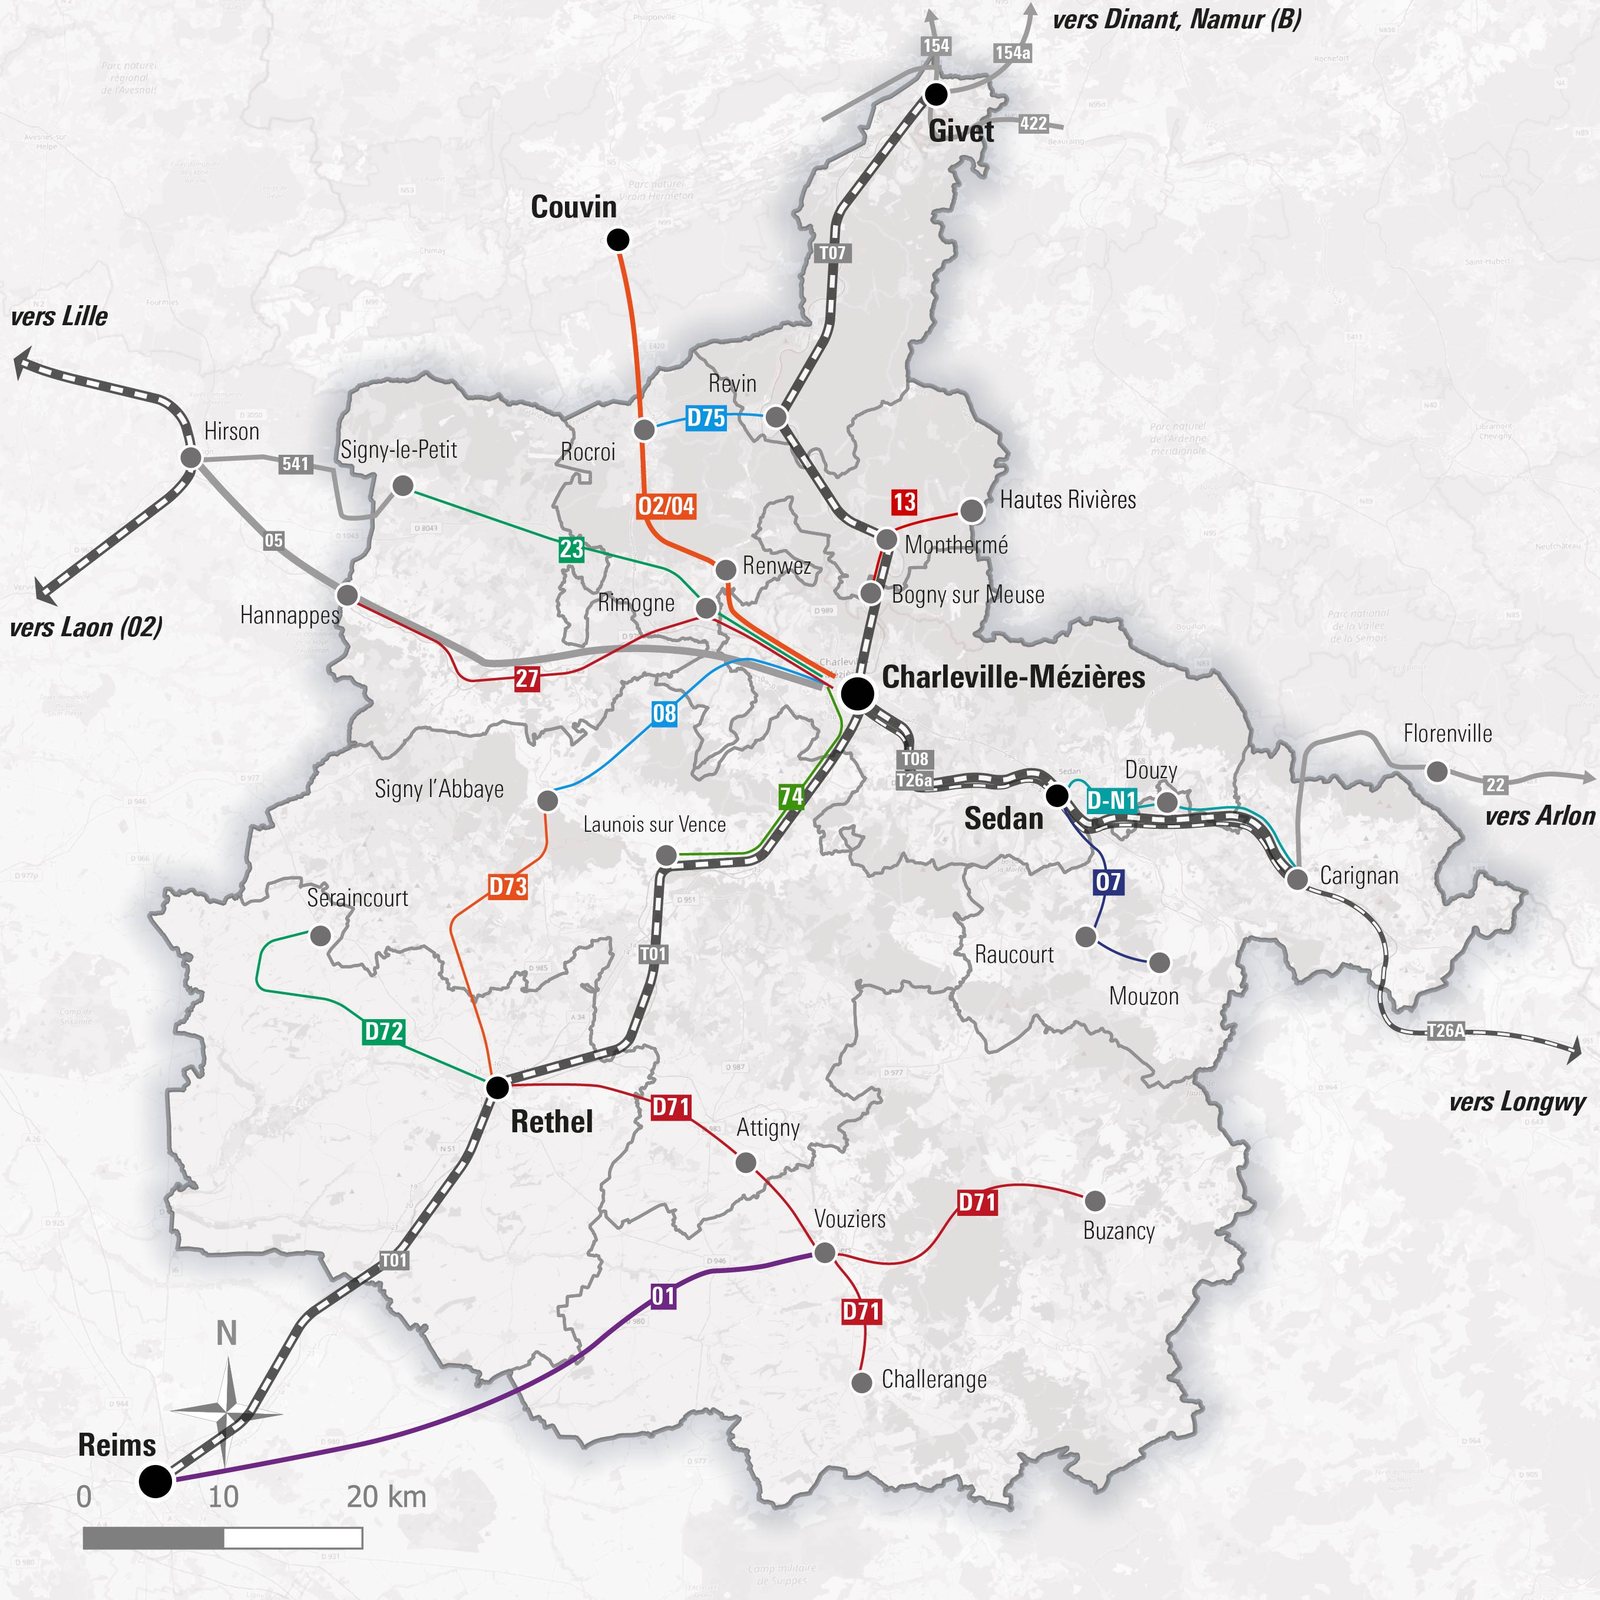 vers Dinant, Namur (B)
154
154a
Givet
422
Couvin
T07
vers Lille
Revin
D75
Hirson
Signy-le-Petit
Rocroi
541
02/04
13
Hautes Rivières
23
05
Monthermé
Renwez
Bogny sur Meuse
Rimogne
Hannappes
vers Laon (02)
27
Charleville-Mézières
08
Florenville
T08
T26a
Douzy
22
Signy l'Abbaye
74
D-N1
Sedan
vers Arlon
Launois sur Vence
D73
07
Carignan
Seraincourt
T01
Raucourt
Mouzon
D72
T26A
vers Longwy
Rethel
D71
Attigny
D71
Buzancy
Vouziers
T01
01
D71
N
Challerange
Reims
0 10 20 km